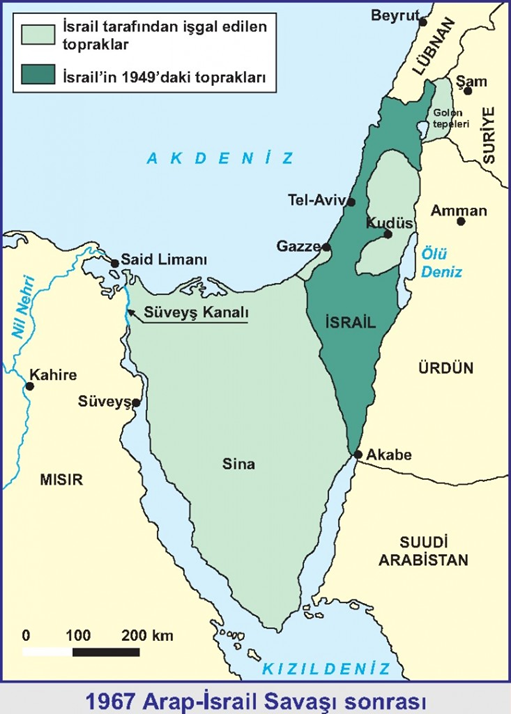 İsrail tarafından işgal edilen
topraklar
İsrail'in 1949'daki toprakları
Beyrut
LÜBNAN
Şam
Golon
tepeleri
SURİYE
AKDENİZ
Tel-Aviv
Kudüs
Amman
Gazze
Ölü
Deniz
Said Limanı
Nil Nehri
Süveyş Kanalı
İSRAİL
Kahire
Süveyş
ÜRDÜN
Sina
Akabe
MISIR
SUUDİ
ARABİSTAN
0 100 200 km
KIZILDENİZ
1967 Arap-İsrail Savaşı sonrası